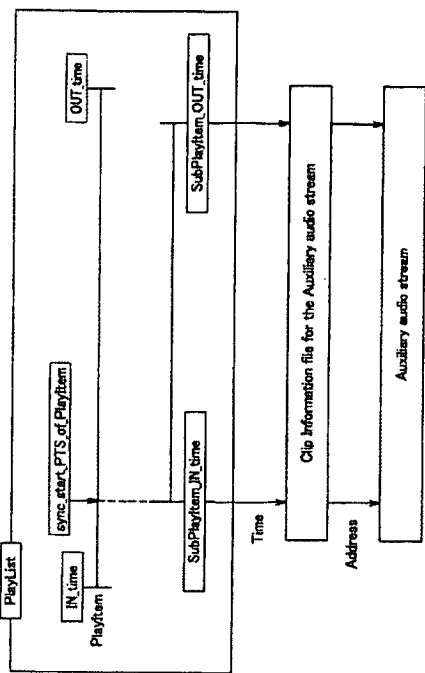 PlayList
IN_time
sync_start_PTS_of_PlayItem
OUT_time
PlayItem
SubPlayItem_IN_time
SubPlayItem_OUT_time
Time
Clip Information file for the Auxiliary audio stream
Address
Auxiliary audio stream